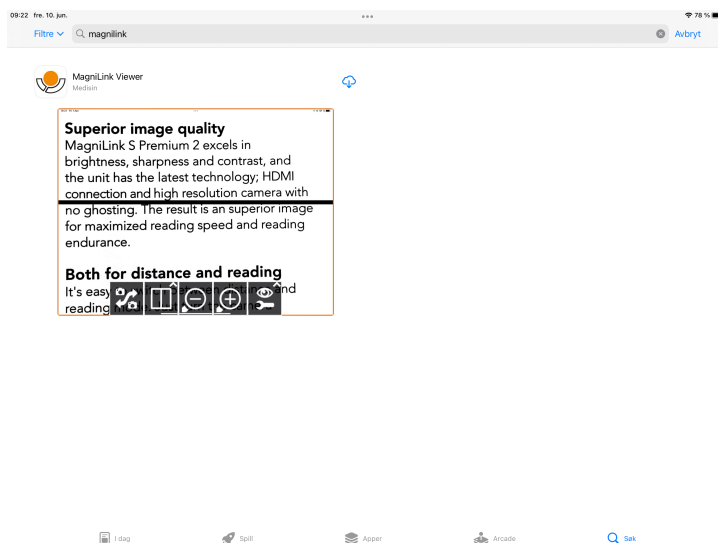 09:22 fre. 10. jun.
78 %
Filtre
magnilink
Avbryt
MagniLink Viewer
Medisin
Superior image quality
MagniLink S Premium 2 excels in
brightness, sharpness and contrast, and
the unit has the latest technology; HDMI
connection and high resolution camera with
no ghosting. The result is an superior image
for maximized reading speed and reading
endurance.
Both for distance and reading
It's easy and
reading
I dag
Spill
Apper
Arcade
Søk